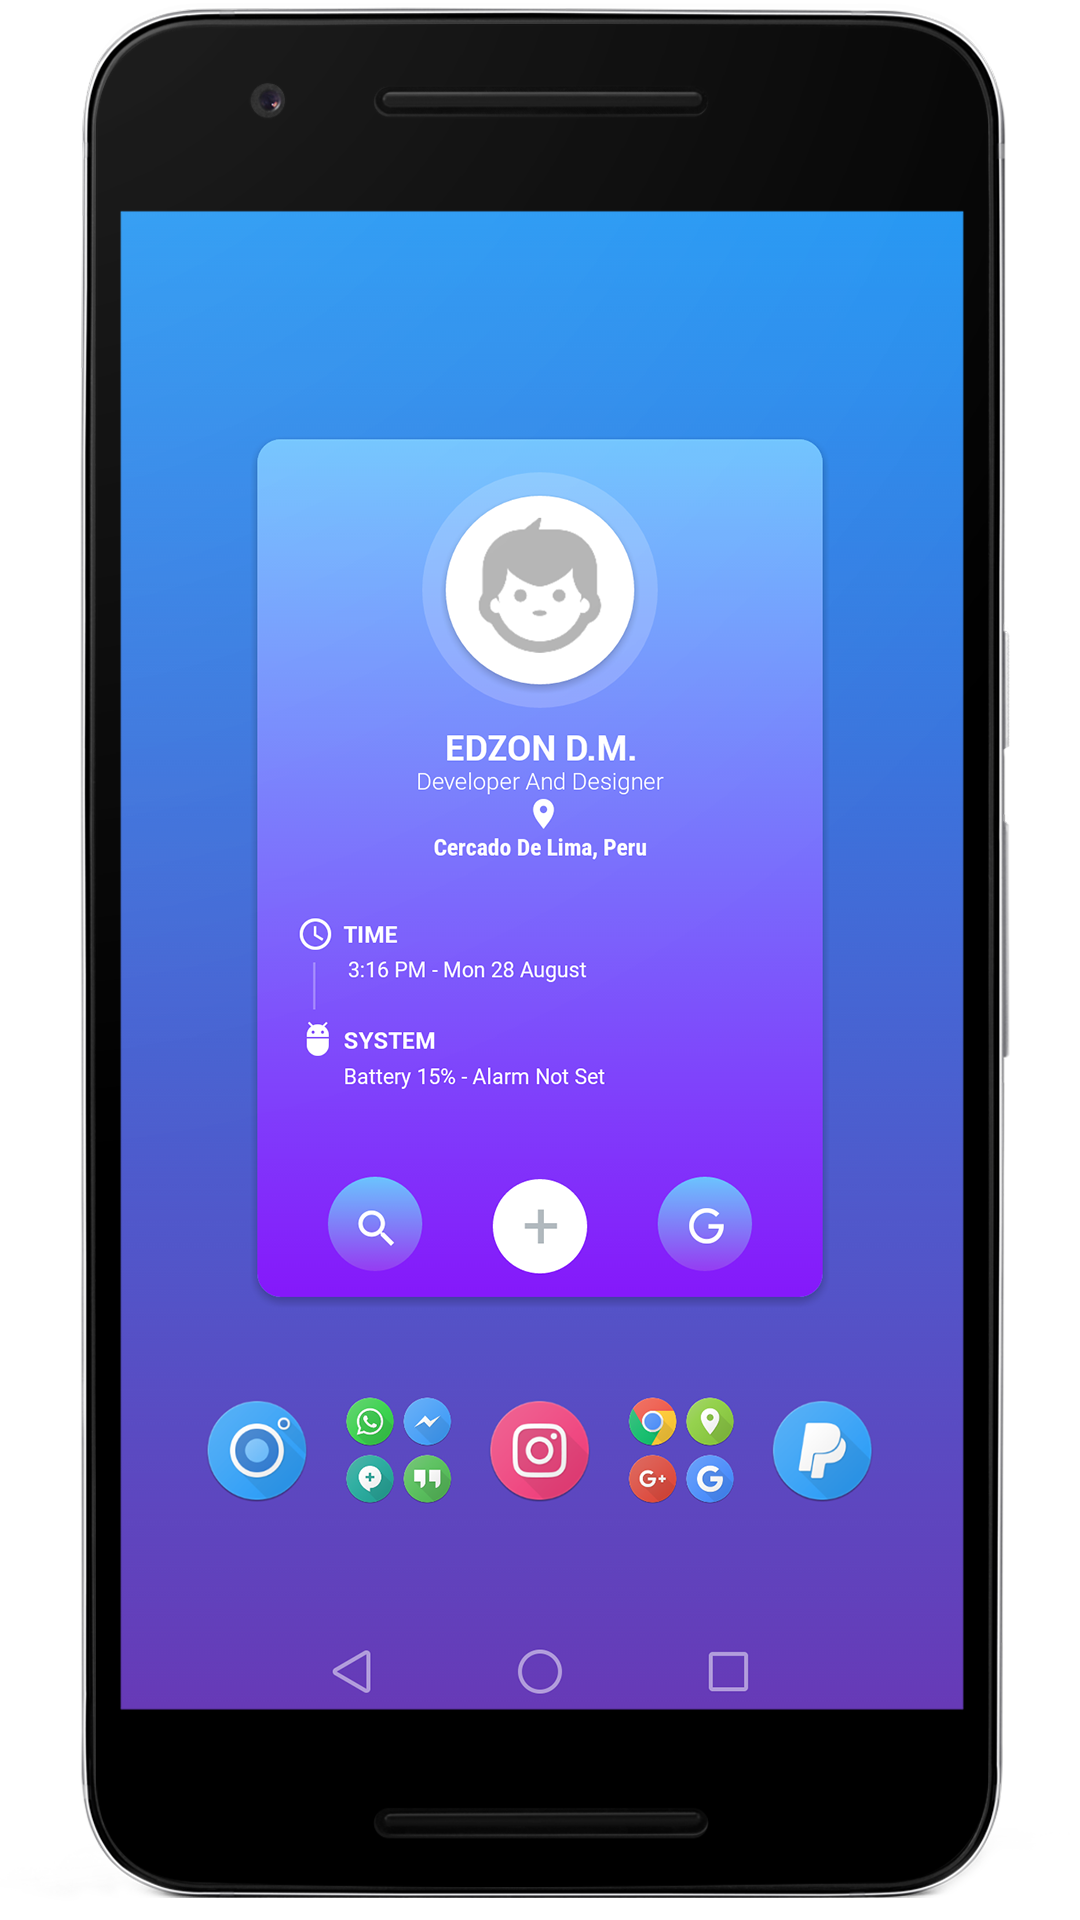 EDZON D.M.
Developer And Designer
Cercado De Lima, Peru
TIME
3:16 PM - Mon 28 August
SYSTEM
Battery 15% - Alarm Not Set
G
G+
G